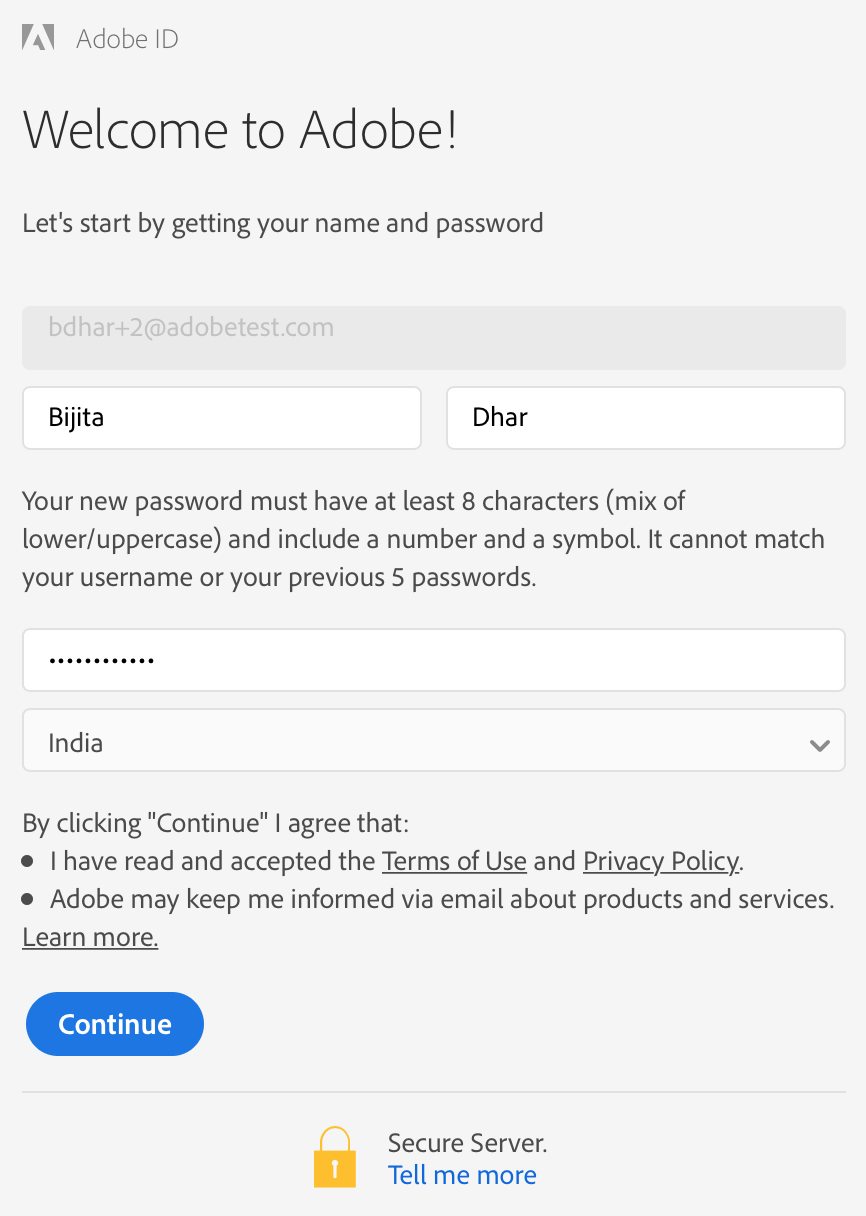 Adobe ID
Welcome to Adobe!
Let's start by getting your name and password
bdhar+2@adobetest.com
Bijita
Dhar
Your new password must have at least 8 characters (mix of
lower/uppercase) and include a number and a symbol. It cannot match
your username or your previous 5 passwords.
••••••••••••
India
By clicking "Continue" I agree that:
● I have read and accepted the Terms of Use and Privacy Policy.
● Adobe may keep me informed via email about products and services.
Learn more.
Continue
Secure Server.
Tell me more